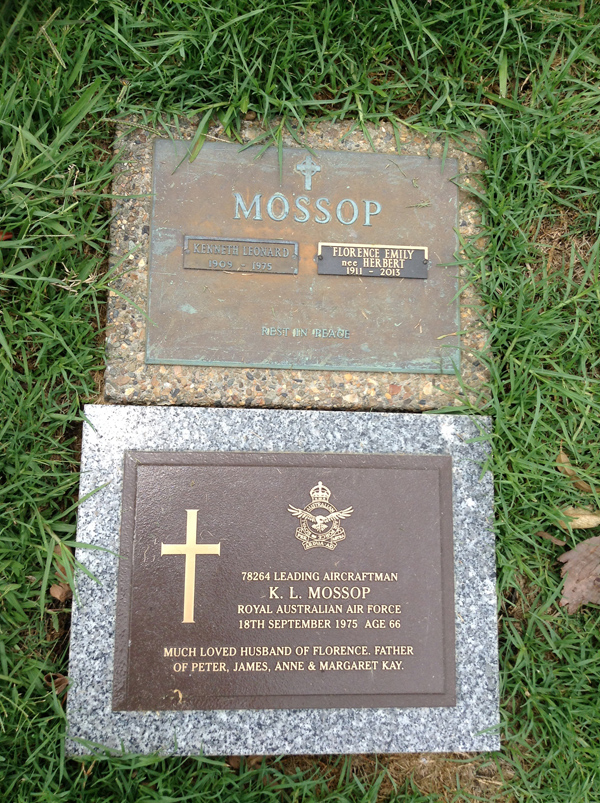 MOSSOP
KENNETH LEONARD
1909 - 1975
FLORENCE EMILY
nee HERBERT
1911 - 2013
REST IN PEACE
78264 LEADING AIRCRAFTMAN
K. L. MOSSOP
ROYAL AUSTRALIAN AIR FORCE
18TH SEPTEMBER 1975 AGE 66
MUCH LOVED HUSBAND OF FLORENCE. FATHER
OF PETER, JAMES, ANNE & MARGARET KAY.